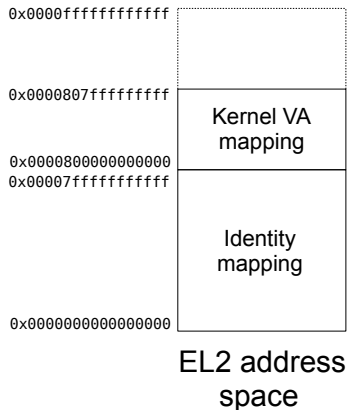 0x0000ffffffffffff
0x0000807fffffffff
Kernel VA
mapping
0x0000800000000000
0x00007fffffffffff
Identity
mapping
0x0000000000000000
EL2 address
space